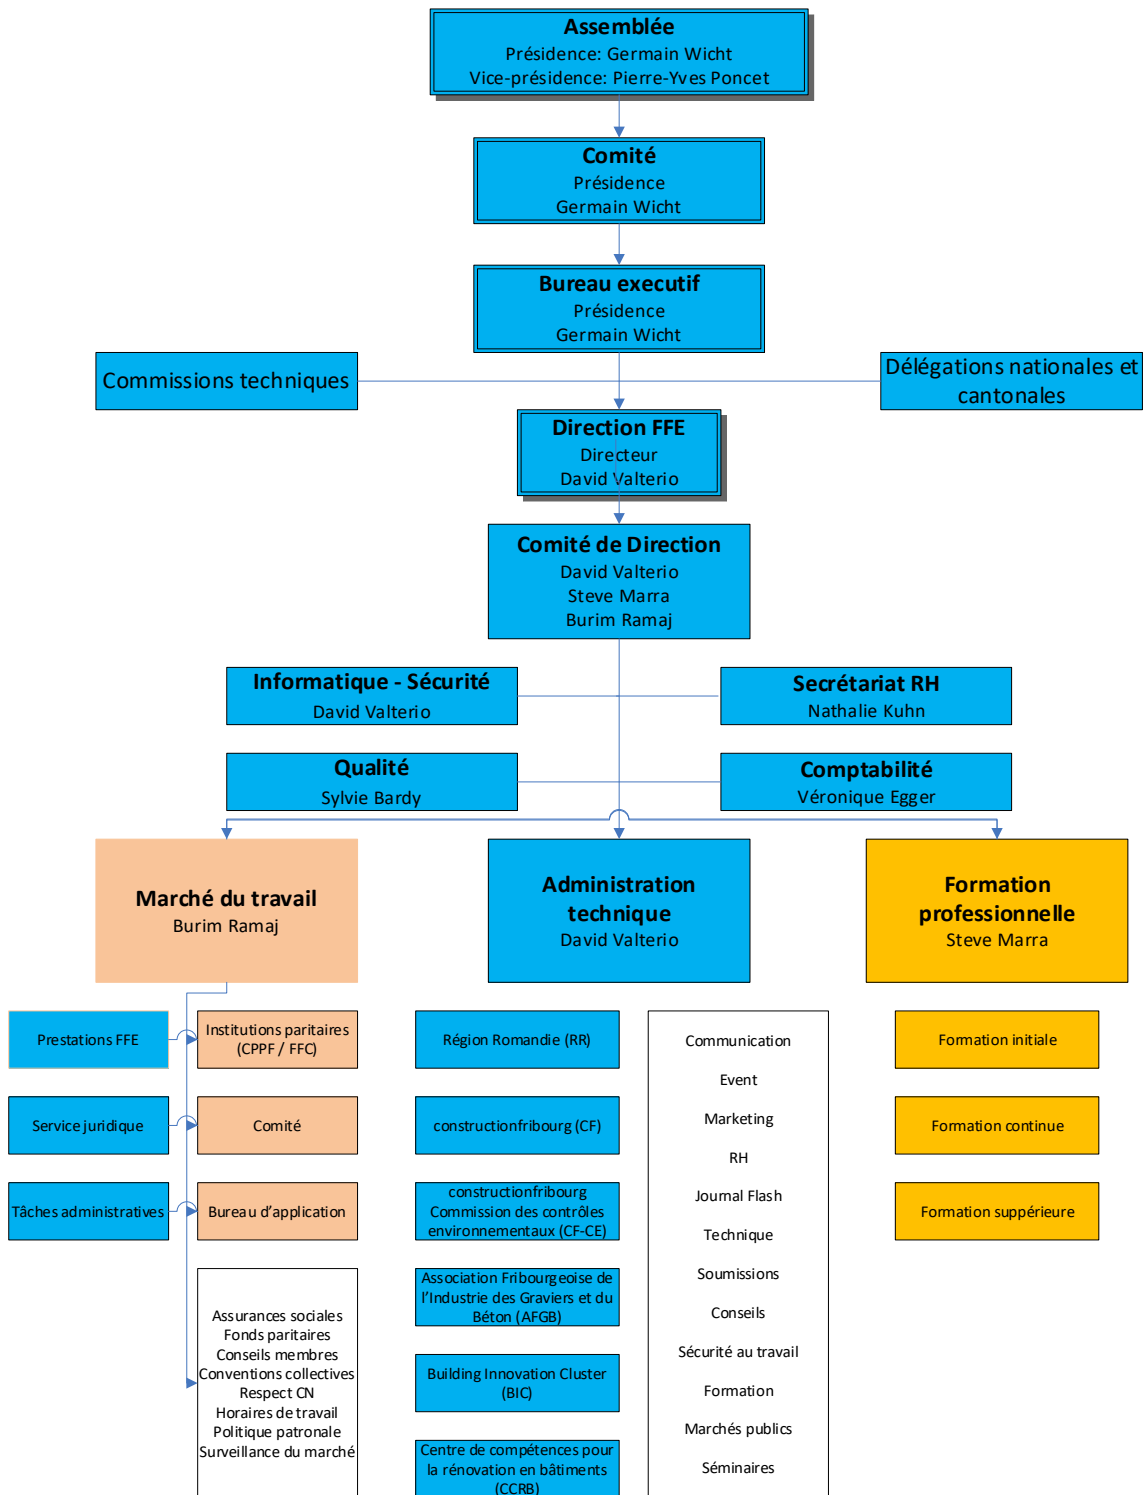 Assemblée
Présidence: Germain Wicht
Vice-présidence: Pierre-Yves Poncet
Comité
Présidence
Germain Wicht
Bureau executif
Présidence
Germain Wicht
Commissions techniques
Délégations nationales et
cantonales
Direction FFE
Directeur
David Valterio
Comité de Direction
David Valterio
Steve Marra
Burim Ramaj
Informatique - Sécurité
David Valterio
Secrétariat RH
Nathalie Kuhn
Qualité
Sylvie Bardy
Comptabilité
Véronique Egger
Marché du travail
Burim Ramaj
Administration
technique
David Valterio
Formation
professionnelle
Steve Marra
Prestations FFE
Service juridique
Tâches administratives
Institutions paritaires
(CPPF / FFC)
Comité
Bureau d’application
Assurances sociales
Fonds paritaires
Conseils membres
Conventions collectives
Respect CN
Horaires de travail
Politique patronale
Surveillance du marché
Région Romandie (RR)
constructionfribourg (CF)
constructionfribourg
Commission des contrôles
environnementaux (CF-CE)
Association Fribourgeoise de
l’Industrie des Graviers et du
Béton (AFGB)
Building Innovation Cluster
(BIC)
Centre de compétences pour
la rénovation en bâtiments
(CCRB)
Communication
Event
Marketing
RH
Journal Flash
Technique
Soumissions
Conseils
Sécurité au travail
Formation
Marchés publics
Séminaires
Formation initiale
Formation continue
Formation suppérieure